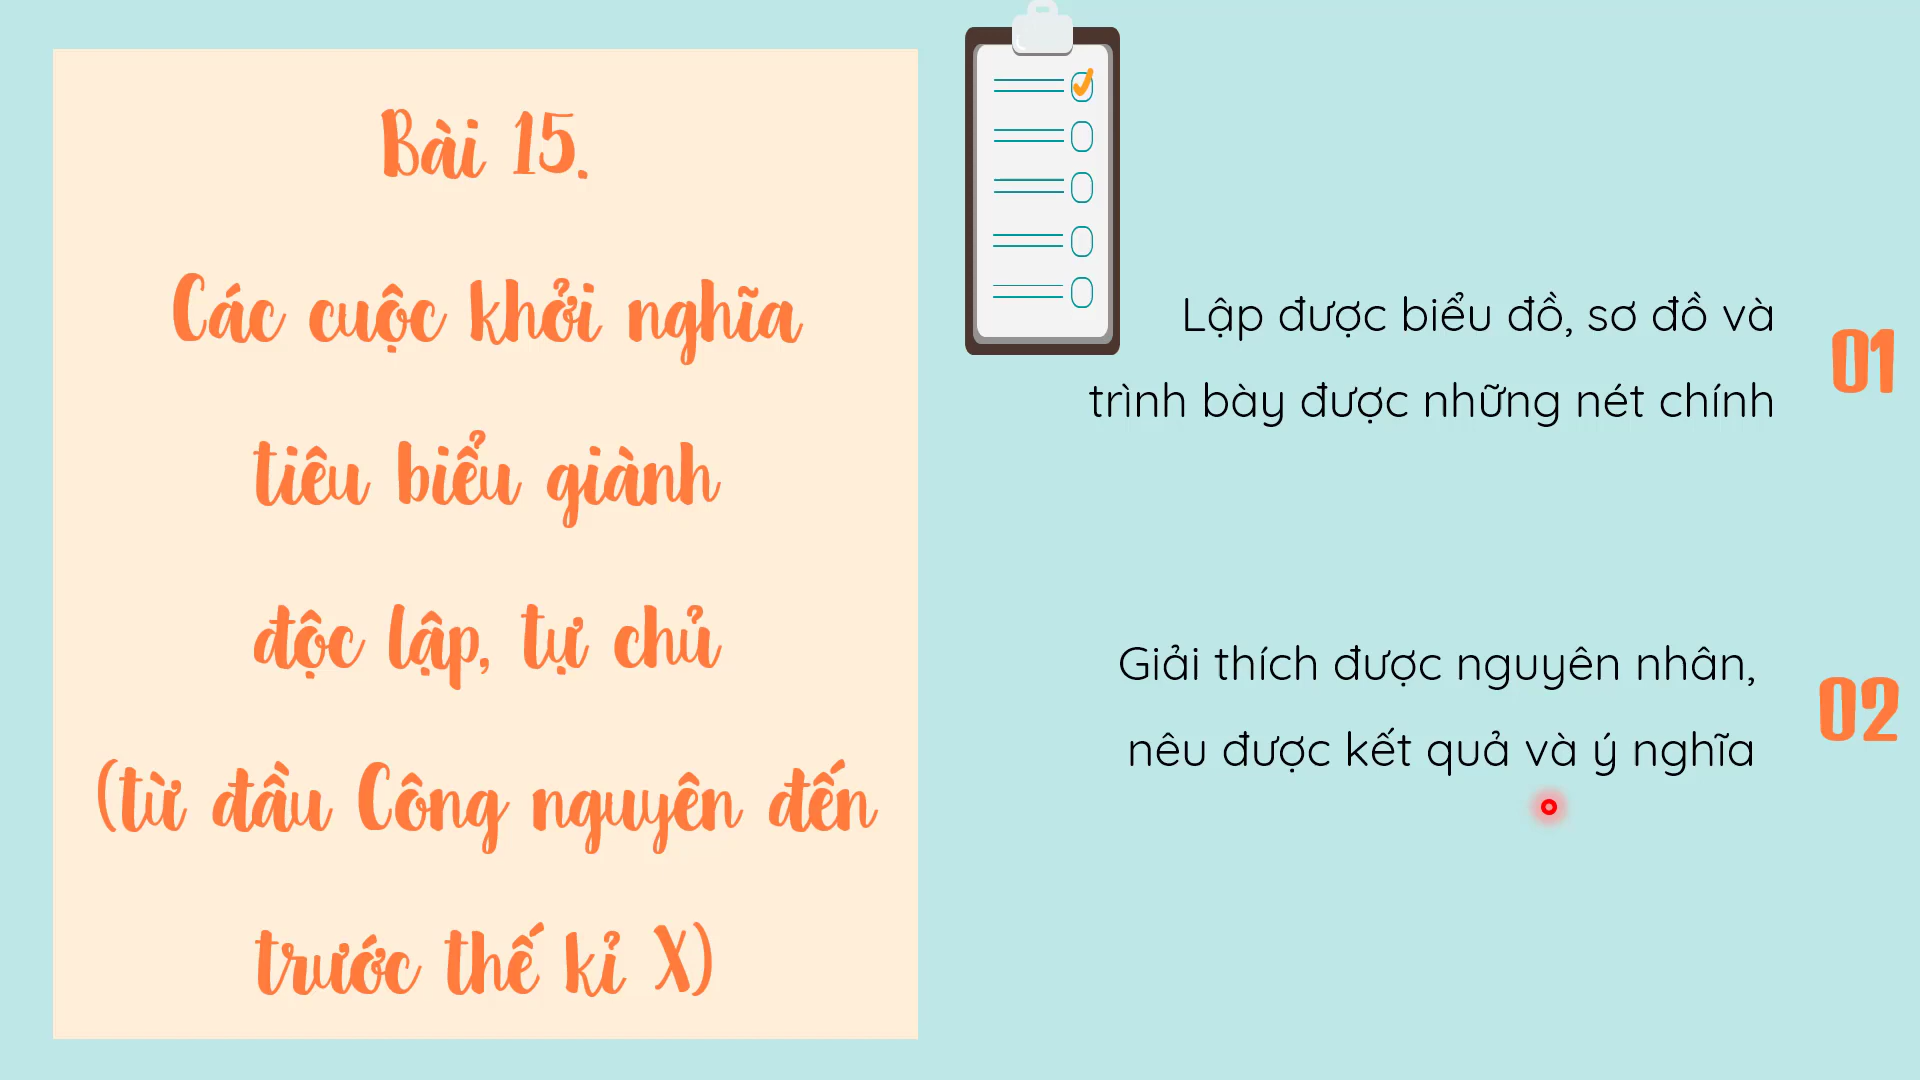 Bài 15.
Các cuộc khởi nghĩa
tiêu biểu giành
độc lập, tự chủ
(từ đầu Công nguyên đến
trước thế kỉ X)
Lập được biểu đồ, sơ đồ và
trình bày được những nét chính
01
Giải thích được nguyên nhân,
nêu được kết quả và ý nghĩa
02